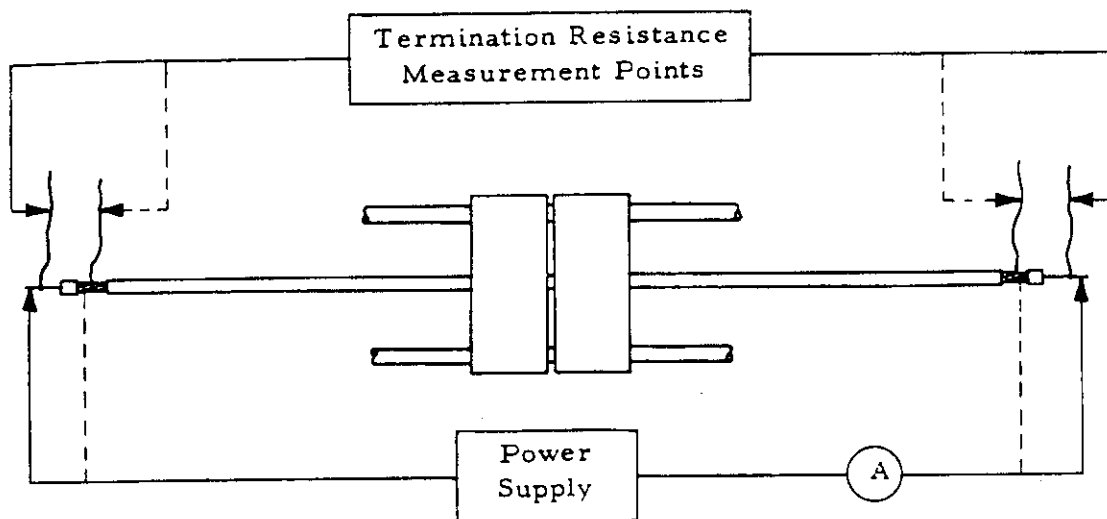 Termination Resistance
Measurement Points
Power
Supply
A